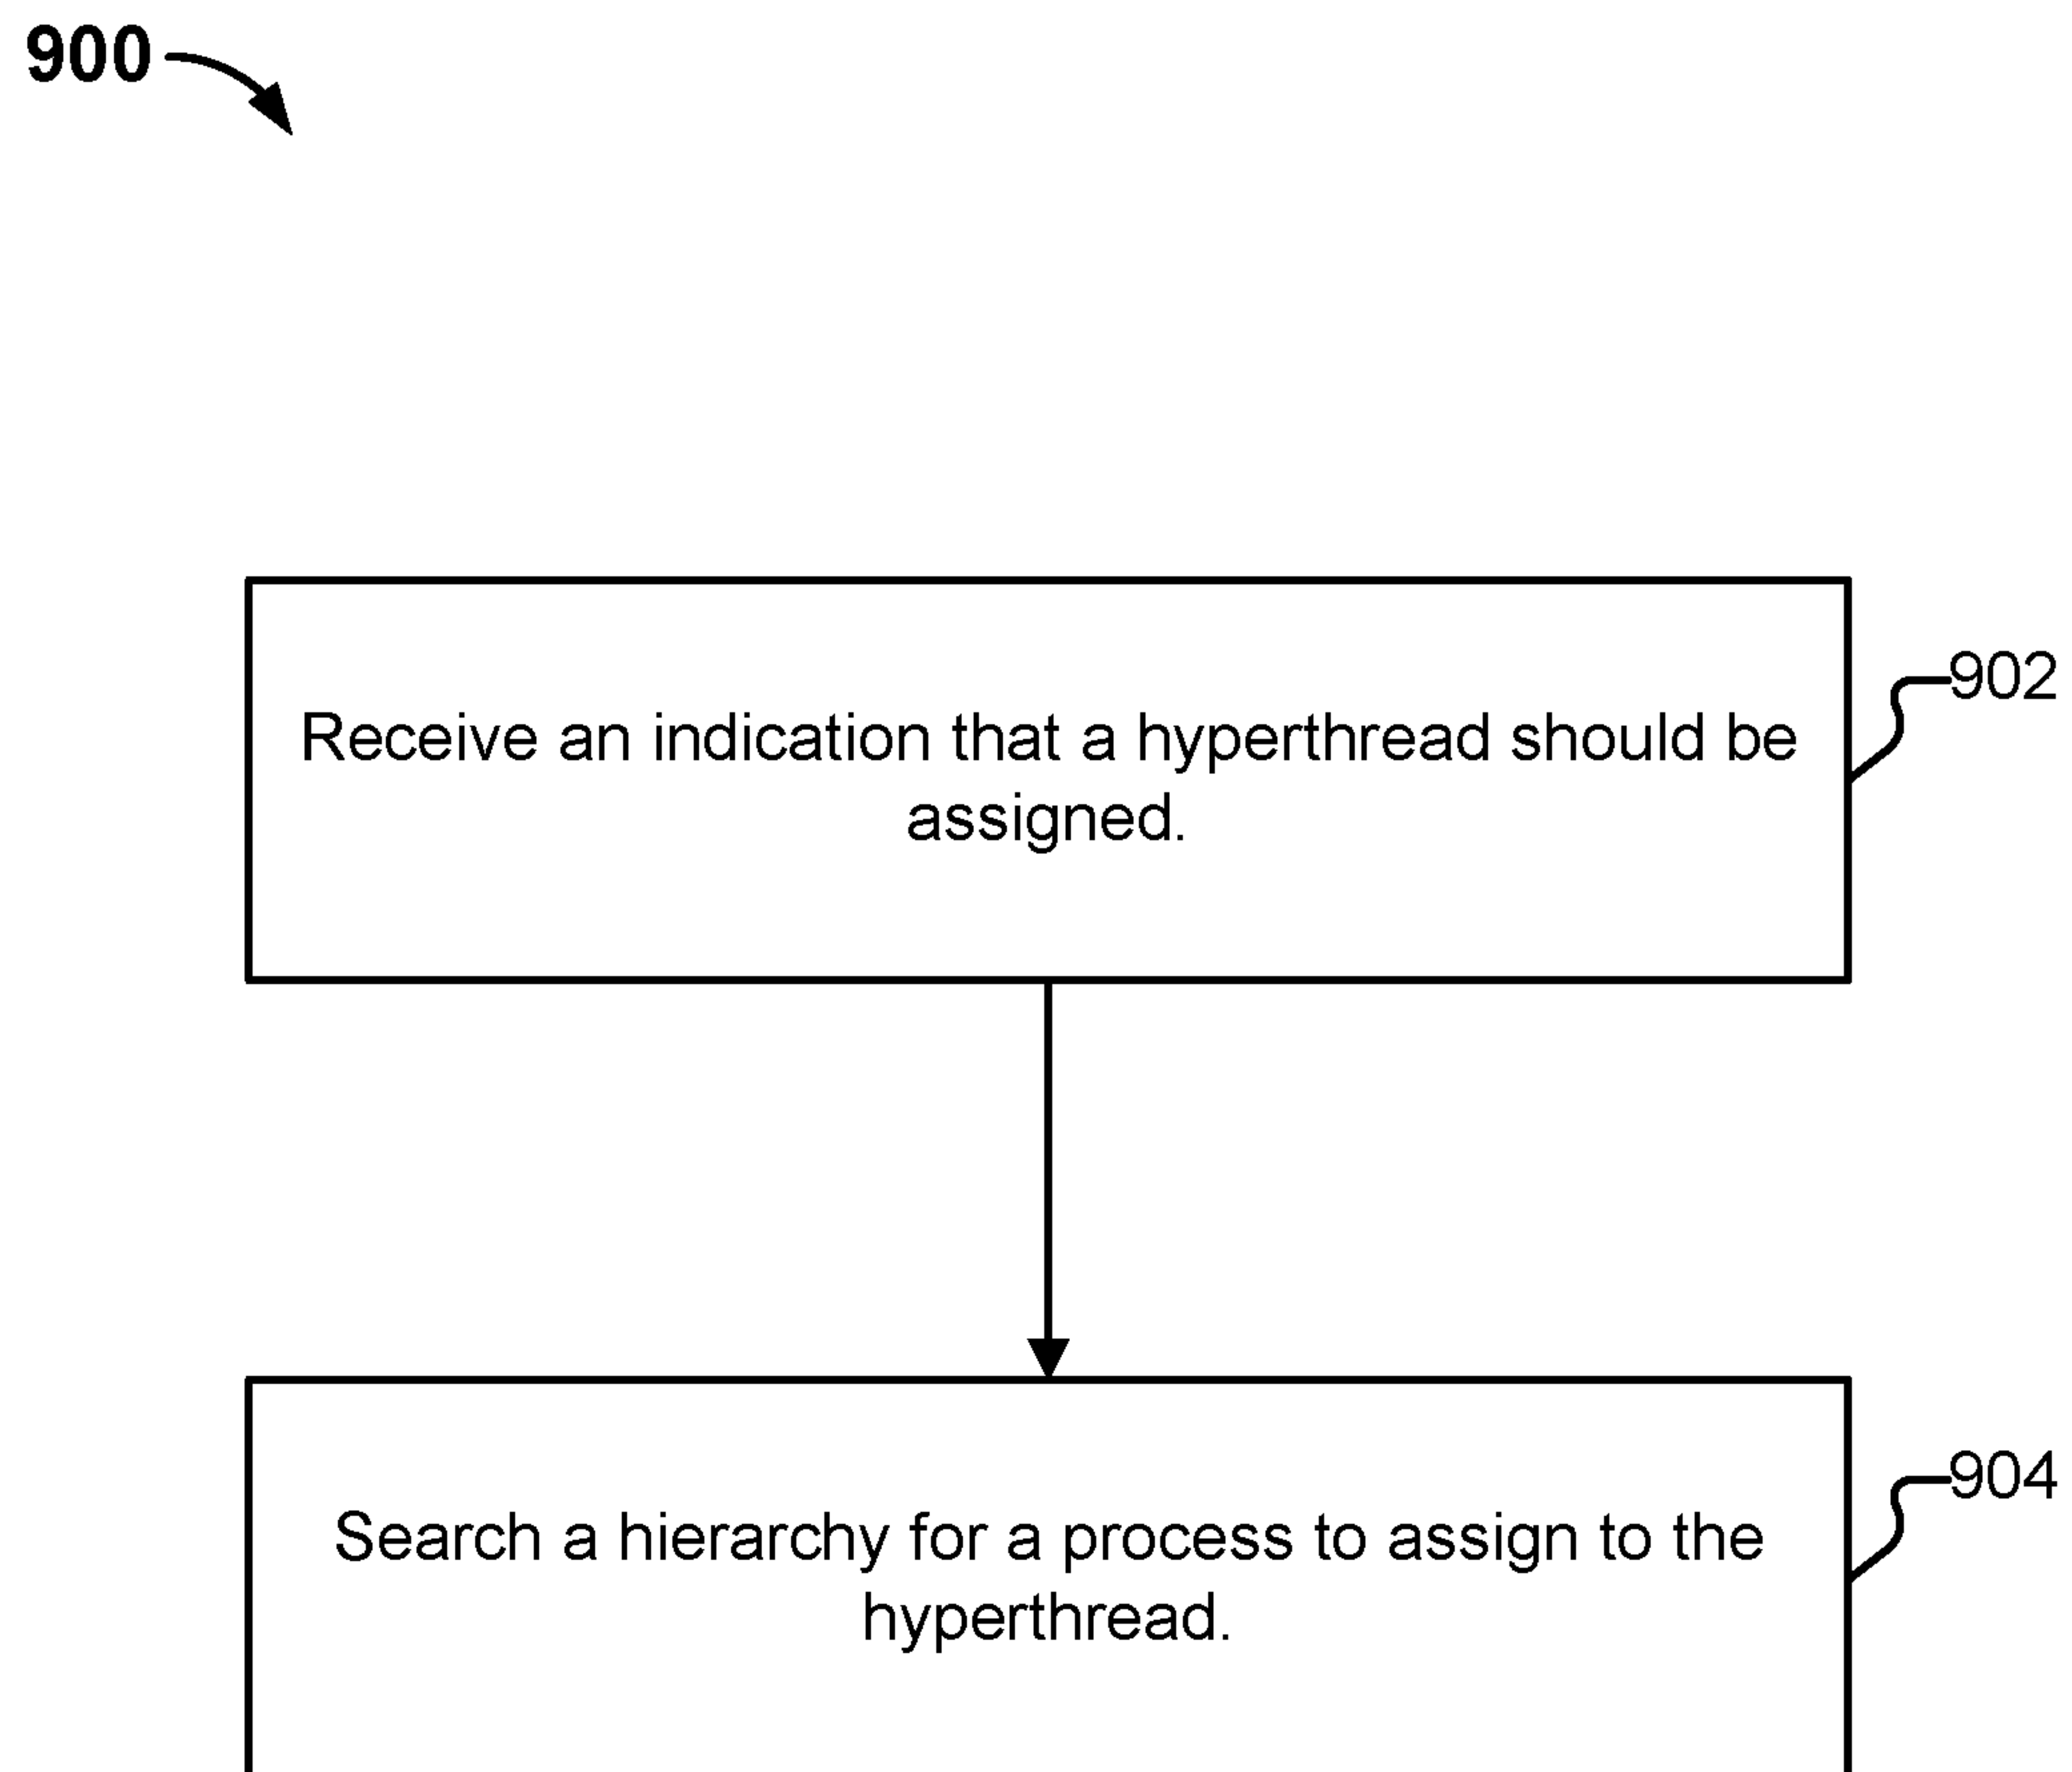 900
Receive an indication that a hyperthread should be
assigned.
902
Search a hierarchy for a process to assign to the
hyperthread.
904